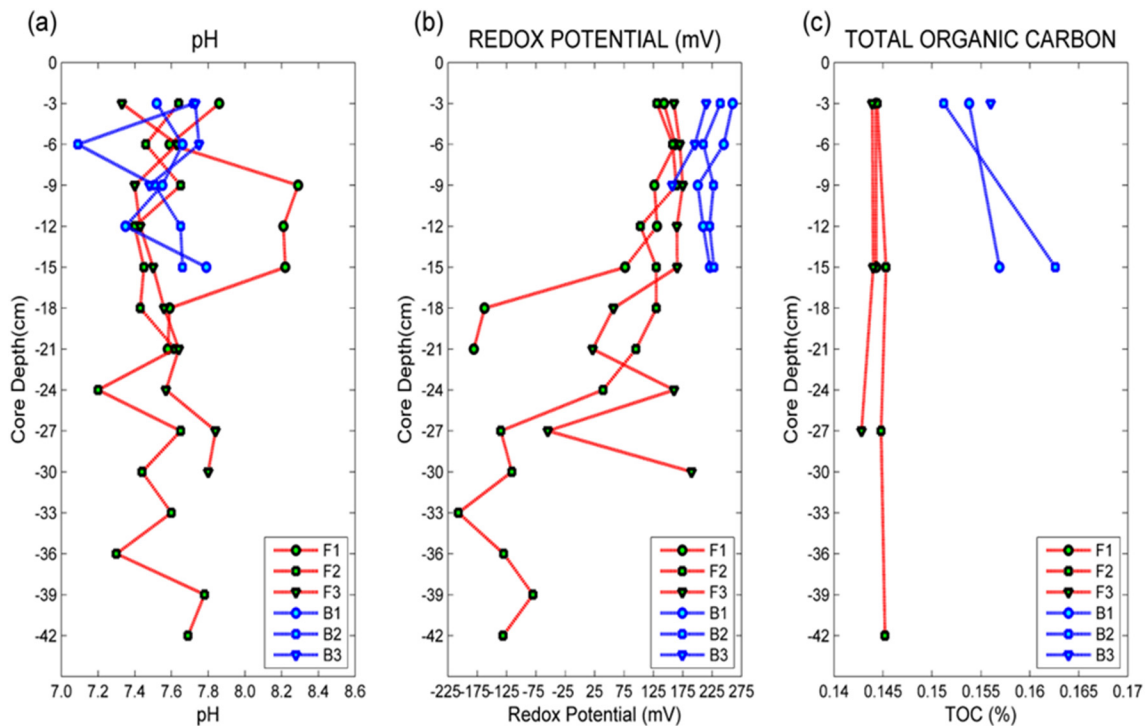 (a)
pH
0
-3
-6
-9
-12
-15
-18
-21
-24
-27
-30
-33
-36
-39
-42
Core Depth(cm)
F1
F2
F3
B1
B2
B3
7.0 7.2 7.4 7.6 7.8 8.0 8.2 8.4 8.6
pH
(b)
REDOX POTENTIAL (mV)
0
-3
-6
-9
-12
-15
-18
-21
-24
-27
-30
-33
-36
-39
-42
Core Depth(cm)
F1
F2
F3
B1
B2
B3
-225 -175 -125 -75 -25 25 75 125 175 225 275
Redox Potential (mV)
(c)
TOTAL ORGANIC CARBON
0
-3
-6
-9
-12
-15
-18
-21
-24
-27
-30
-33
-36
-39
-42
Core Depth(cm)
F1
F2
F3
B1
B2
B3
0.14 0.145 0.15 0.155 0.16 0.165 0.17
TOC (%)